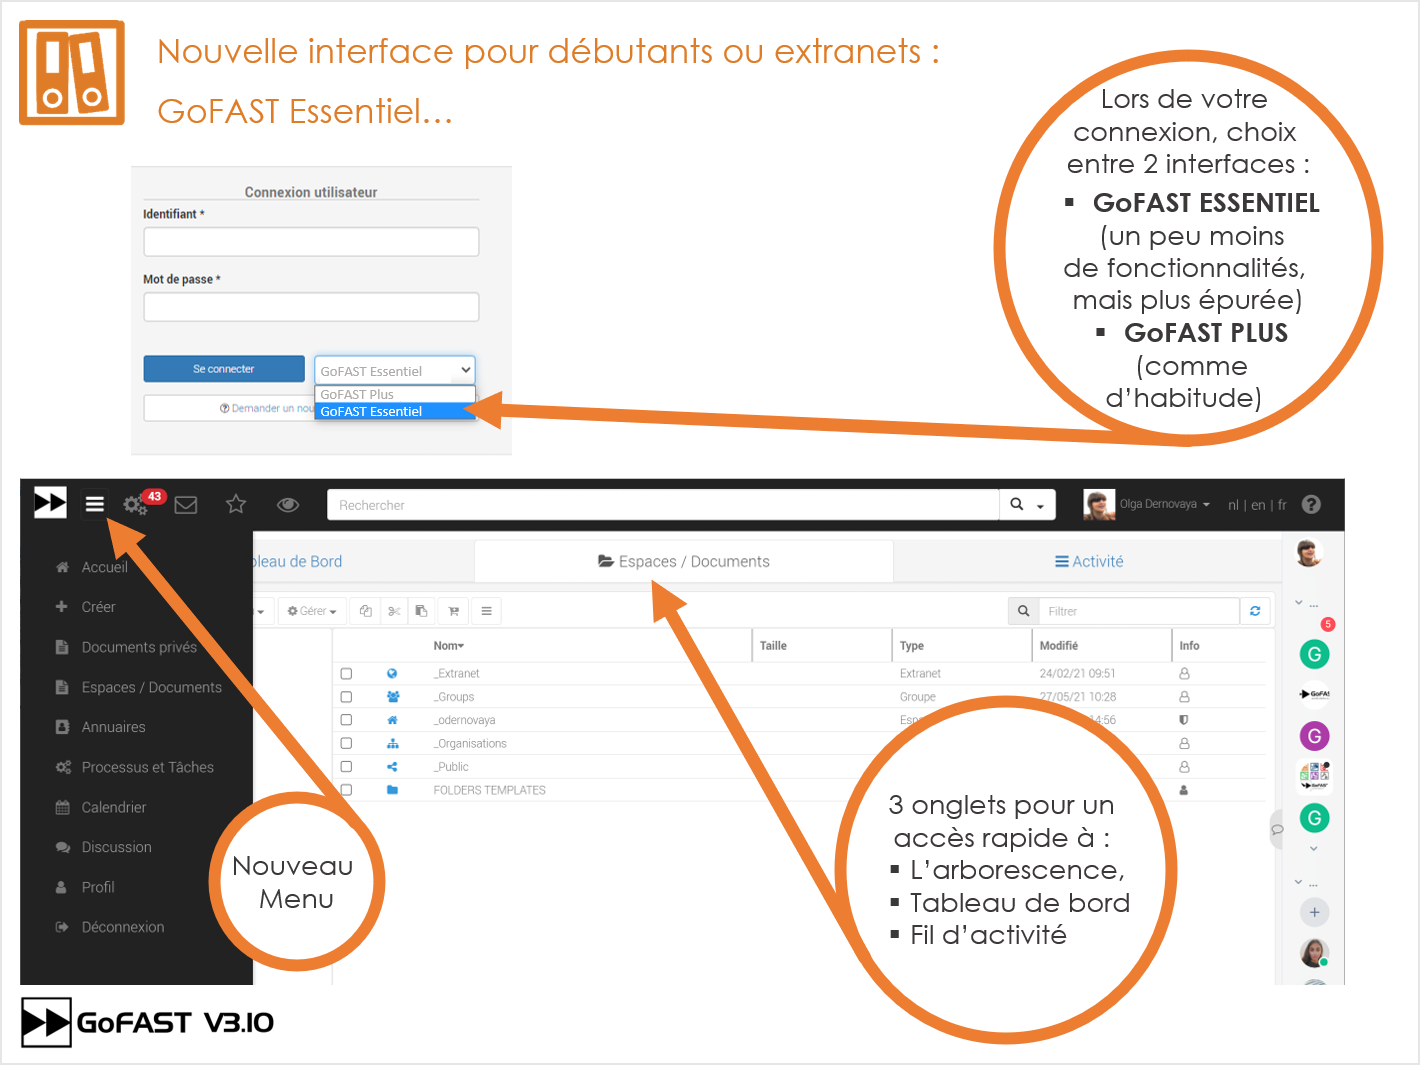 Nouvelle interface pour débutants ou extranets :
GoFAST Essentiel...
Lors de votre
connexion, choix
entre 2 interfaces :
▪ GoFAST ESSENTIEL
(un peu moins
de fonctionnalités,
mais plus épurée)
▪ GoFAST PLUS
(comme
d'habitude)
Connexion utilisateur
Identifiant *
Mot de passe *
Se connecter
GoFAST Essentiel
GoFAST Plus
Demander un nou
GoFAST Essentiel
43
Rechercher
Olga Dernovaya
nl | en | fr
Accueil
Créer
Documents privés
Espaces / Documents
Annuaires
Processus et Tâches
Calendrier
Discussion
Profil
Déconnexion
leau de Bord
Espaces / Documents
Activité
Gérer
Filtrer
Nom Taille Type Modifié Info
_Extranet Extranet 24/02/21 09:51
_Groups Groupe 27/05/21 10:28
_odernovaya Esp 14:56
_Organisations
_Public
FOLDERS TEMPLATES
...
5
G
GoFAS
G
GoFAST
G
...
Nouveau
Menu
3 onglets pour un
accès rapide à :
▪ L'arborescence,
▪ Tableau de bord
▪ Fil d'activité
GoFAST V3.10